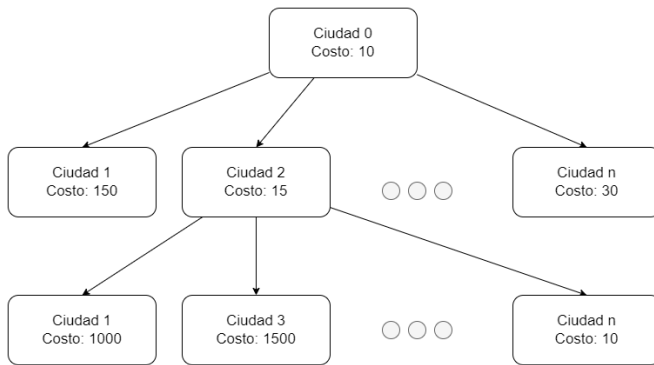 Ciudad 0
Costo: 10
Ciudad 1
Costo: 150
Ciudad 2
Costo: 15
Ciudad n
Costo: 30
Ciudad 1
Costo: 1000
Ciudad 3
Costo: 1500
Ciudad n
Costo: 10